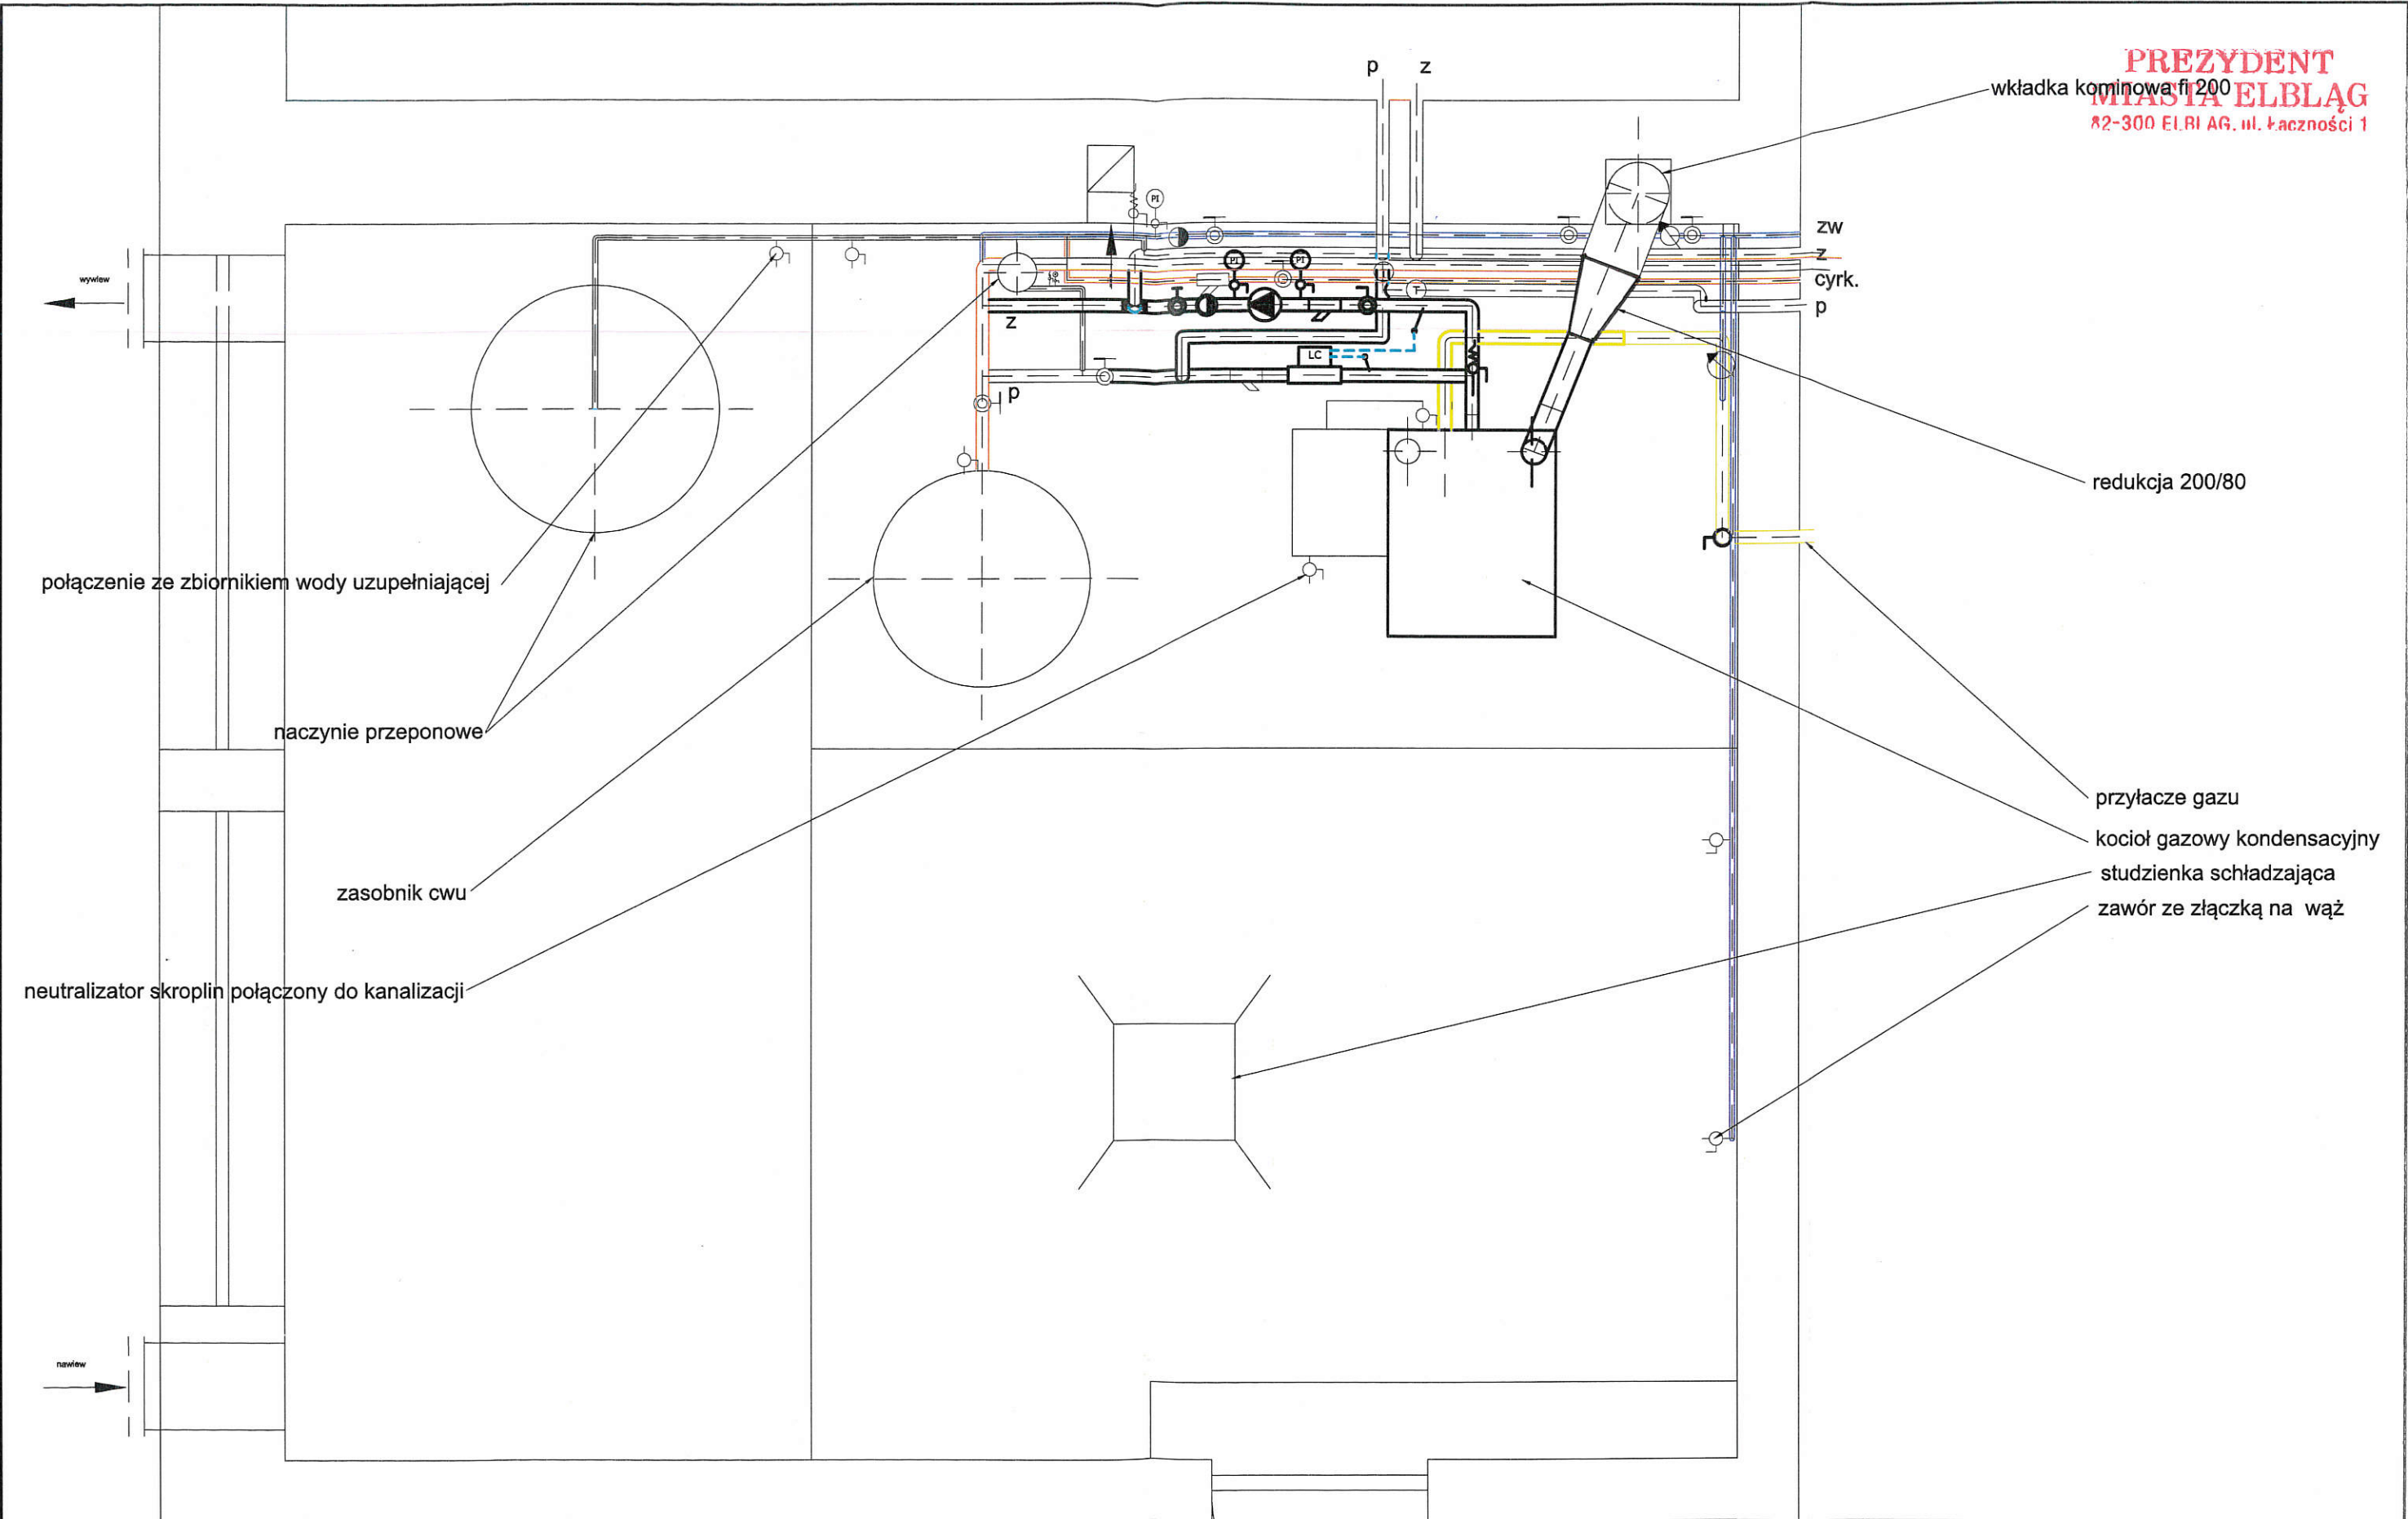 p z
PREZYDENT
MIASTA ELBLĄG
82-300 ELBLĄG, ul. Łączności 1
wkładka kominowa fi 200
PI
zw
z
cyrk.
p
wywiew
PI PI
T
z
LC
p
redukcja 200/80
połączenie ze zbiornikiem wody uzupełniającej
naczynie przeponowe
przyłacze gazu
kocioł gazowy kondensacyjny
studzienka schładzająca
zawór ze złączką na wąż
zasobnik cwu
neutralizator skroplin połączony do kanalizacji
nawiew